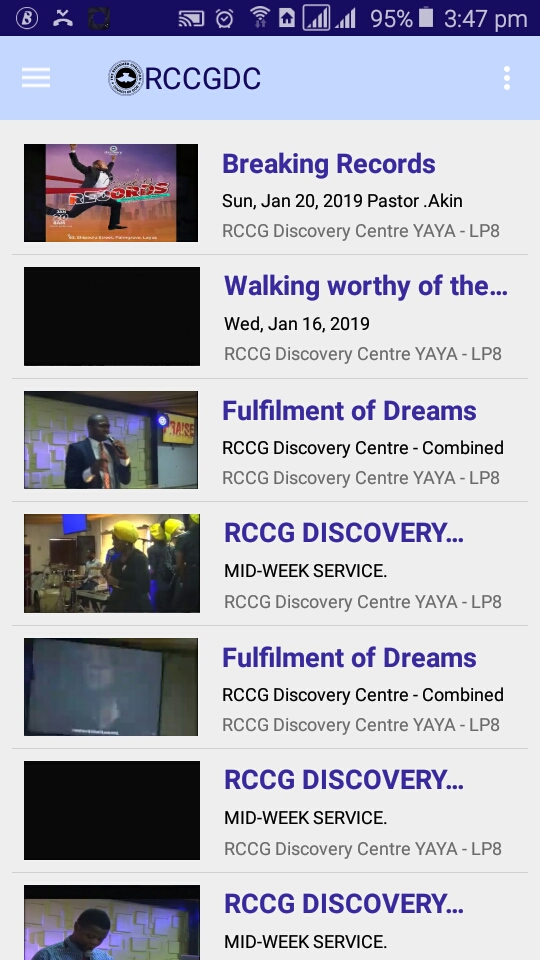 95% 3:47 pm
RCCGDC
RECORDS
Breaking Records
Sun, Jan 20, 2019 Pastor .Akin
RCCG Discovery Centre YAYA - LP8
Walking worthy of the...
Wed, Jan 16, 2019
RCCG Discovery Centre YAYA - LP8
PRAISE
Fulfilment of Dreams
RCCG Discovery Centre - Combined
RCCG Discovery Centre YAYA - LP8
RCCG DISCOVERY...
MID-WEEK SERVICE.
RCCG Discovery Centre YAYA - LP8
Fulfilment of Dreams
RCCG Discovery Centre - Combined
RCCG Discovery Centre YAYA - LP8
RCCG DISCOVERY...
MID-WEEK SERVICE.
RCCG Discovery Centre YAYA - LP8
RCCG DISCOVERY...
MID-WEEK SERVICE.